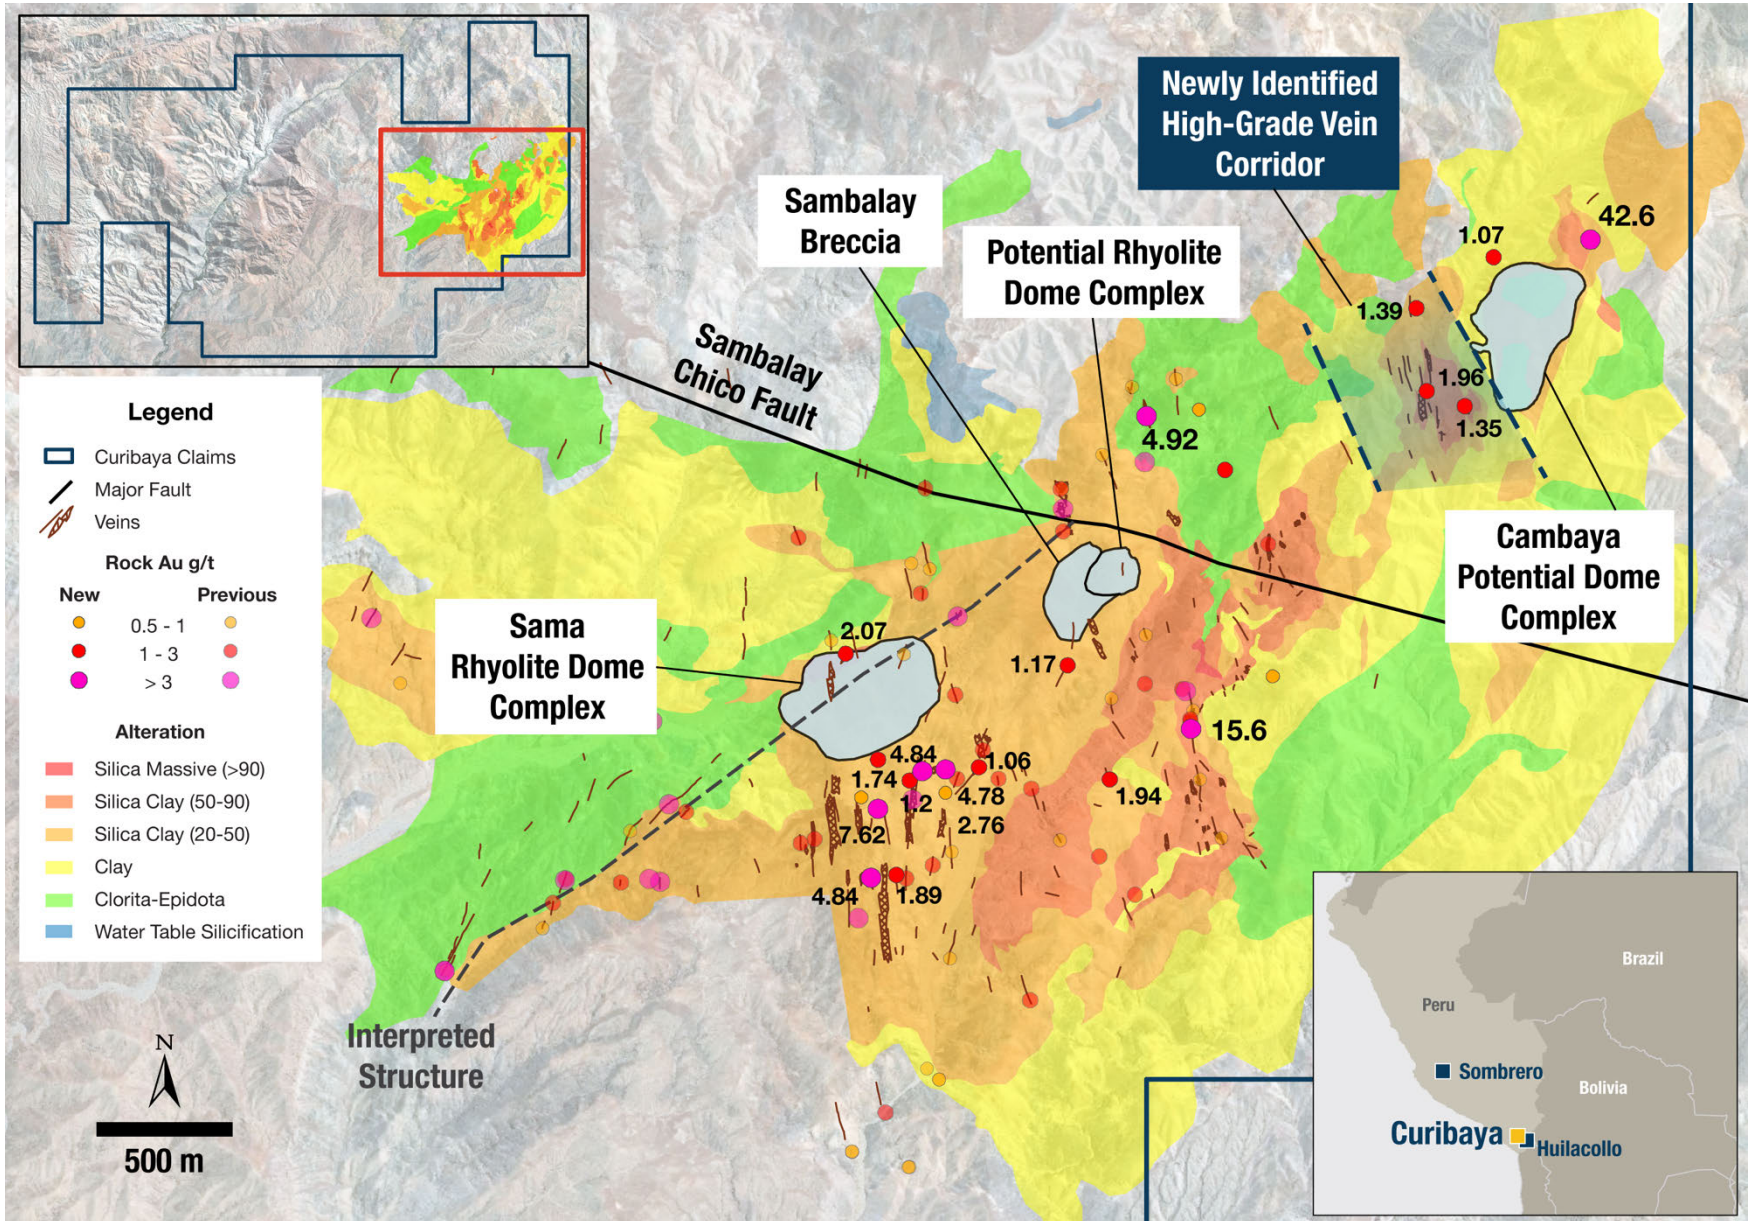 Newly Identified
High-Grade Vein
Corridor
Sambalay
Breccia
Potential Rhyolite
Dome Complex
42.6
1.07
1.39
Sambalay
Chico Fault
1.96
1.35
4.92
Cambaya
Potential Dome
Complex
Sama
Rhyolite Dome
Complex
2.07
1.17
15.6
4.84
1.06
1.74
1.2
4.78
1.94
7.62
2.76
4.84
1.89
Interpreted
Structure
Legend
Curibaya Claims
Major Fault
Veins
Rock Au g/t
New Previous
0.5 - 1
1 - 3
> 3
Alteration
Silica Massive (>90)
Silica Clay (50-90)
Silica Clay (20-50)
Clay
Clorita-Epidota
Water Table Silicification
N
500 m
Brazil
Peru
Sombrero
Bolivia
Curibaya
Huilacollo